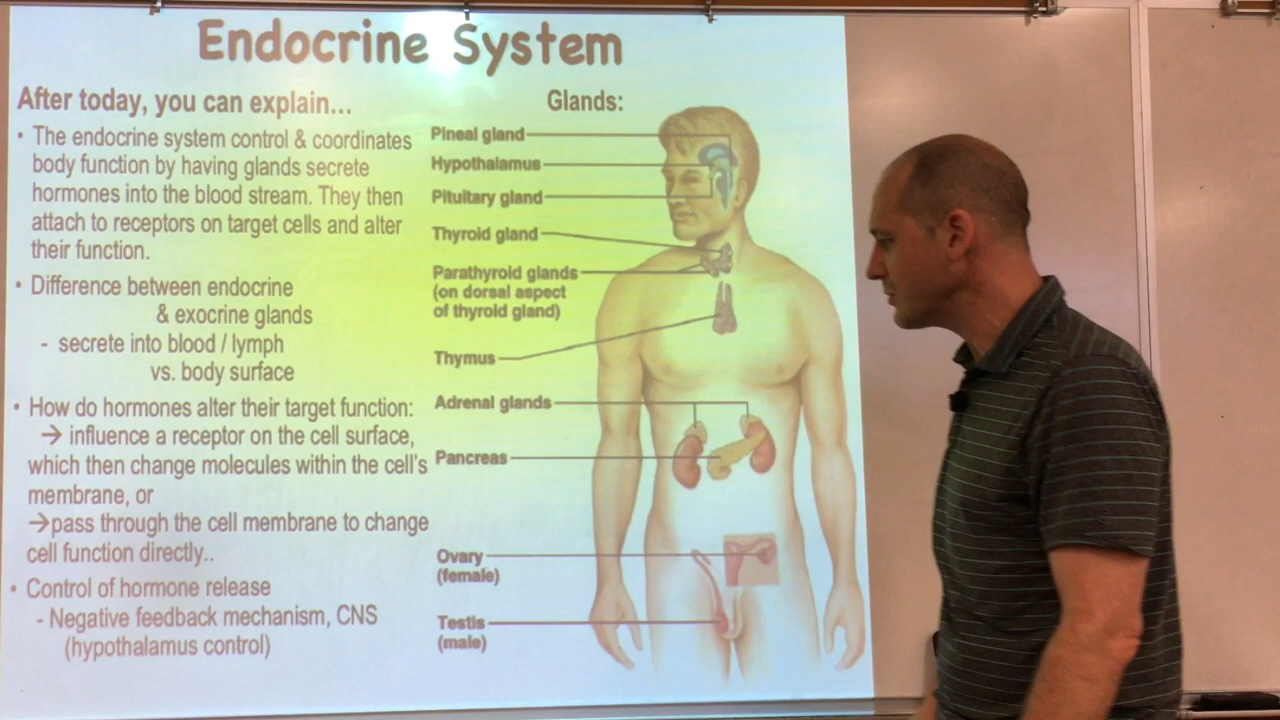 Endocrine System
After today, you can explain...
• The endocrine system control & coordinates
body function by having glands secrete
hormones into the blood stream. They then
attach to receptors on target cells and alter
their function.
• Difference between endocrine
& exocrine glands
- secrete into blood / lymph
vs. body surface
• How do hormones alter their target function:
→ influence a receptor on the cell surface,
which then change molecules within the cell's
membrane, or
→pass through the cell membrane to change
cell function directly..
• Control of hormone release
- Negative feedback mechanism, CNS
(hypothalamus control)
Glands:
Pineal gland
Hypothalamus
Pituitary gland
Thyroid gland
Parathyroid glands
(on dorsal aspect
of thyroid gland)
Thymus
Adrenal glands
Pancreas
Ovary
(female)
Testis
(male)